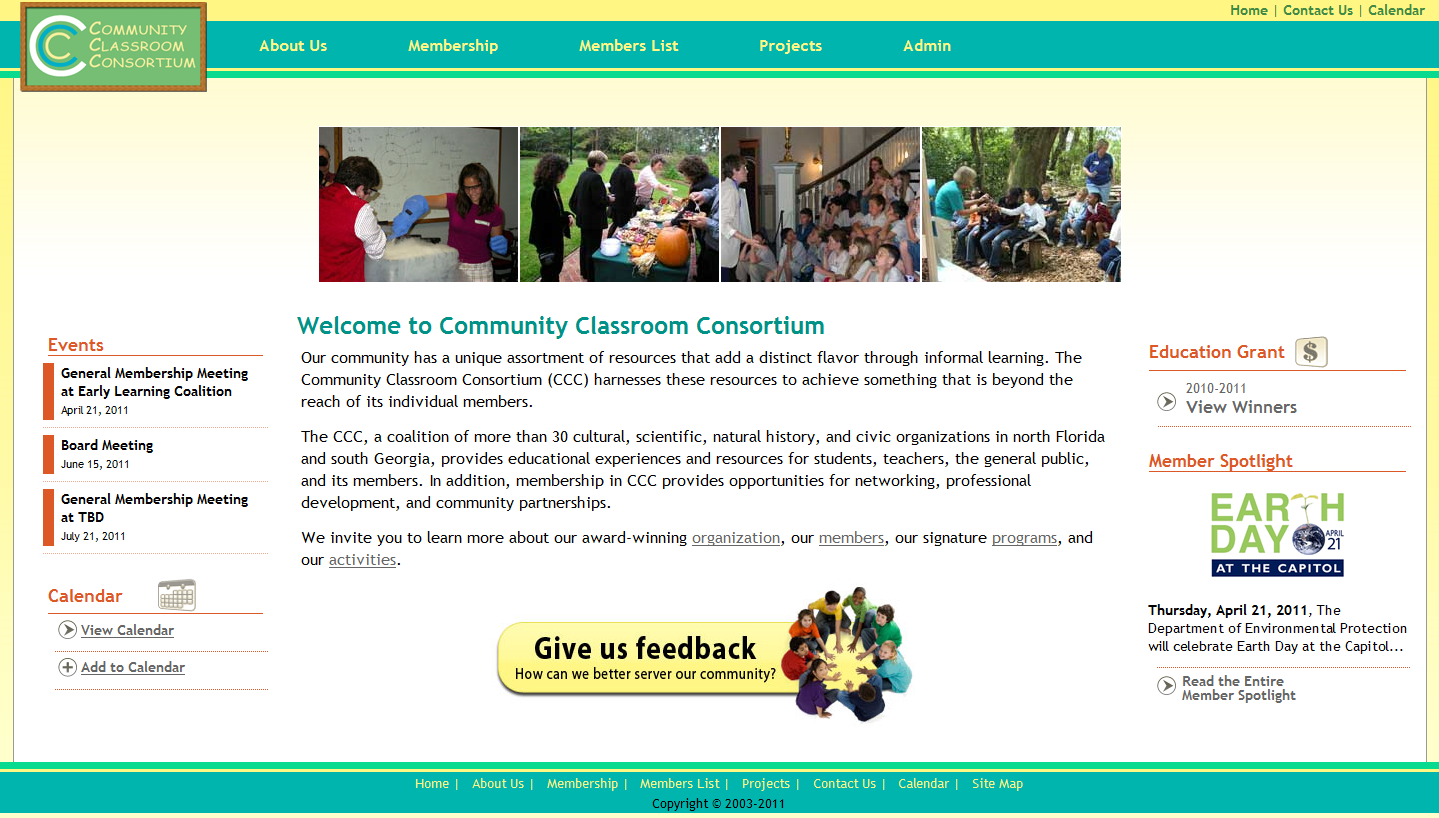 Home | Contact Us | Calendar
COMMUNITY
CLASSROOM
CONSORTIUM
About Us Membership Members List Projects Admin
Welcome to Community Classroom Consortium
Our community has a unique assortment of resources that add a distinct flavor through informal learning. The
Community Classroom Consortium (CCC) harnesses these resources to achieve something that is beyond the
reach of its individual members.
The CCC, a coalition of more than 30 cultural, scientific, natural history, and civic organizations in north Florida
and south Georgia, provides educational experiences and resources for students, teachers, the general public,
and its members. In addition, membership in CCC provides opportunities for networking, professional
development, and community partnerships.
We invite you to learn more about our award-winning organization, our members, our signature programs, and
our activities.
Give us feedback
How can we better server our community?
Events
General Membership Meeting
at Early Learning Coalition
April 21, 2011
Board Meeting
June 15, 2011
General Membership Meeting
at TBD
July 21, 2011
Calendar
View Calendar
Add to Calendar
Education Grant
$
2010-2011
View Winners
Member Spotlight
EARTH
DAY
APRIL
21
AT THE CAPITOL
Thursday, April 21, 2011, The
Department of Environmental Protection
will celebrate Earth Day at the Capitol...
Read the Entire
Member Spotlight
Home | About Us | Membership | Members List | Projects | Contact Us | Calendar | Site Map
Copyright © 2003-2011